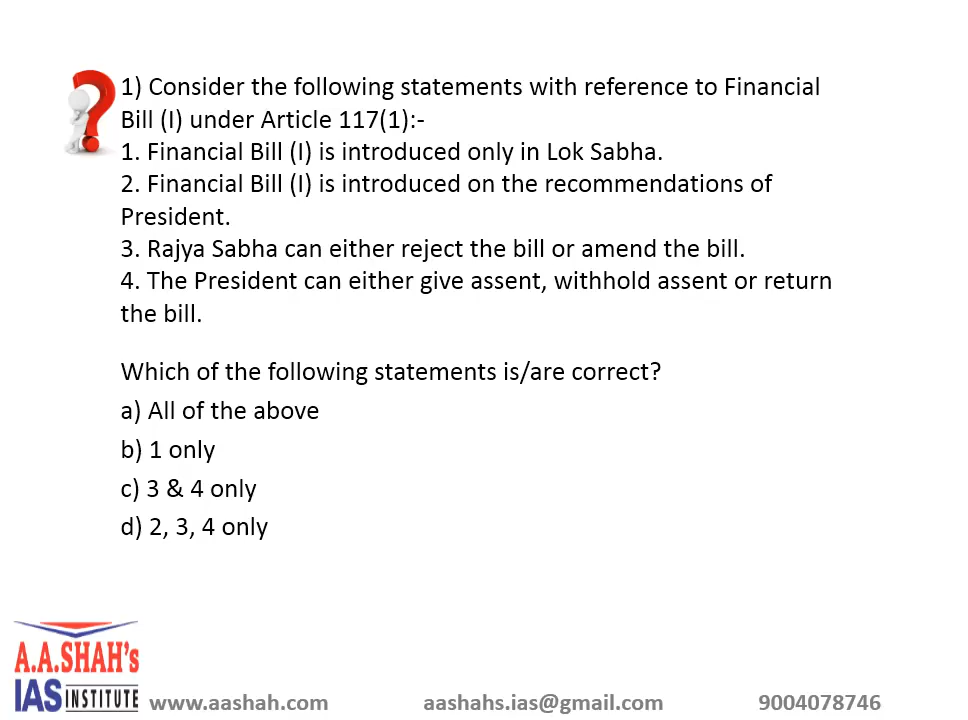 1) Consider the following statements with reference to Financial
Bill (I) under Article 117(1):-
1. Financial Bill (I) is introduced only in Lok Sabha.
2. Financial Bill (I) is introduced on the recommendations of
President.
3. Rajya Sabha can either reject the bill or amend the bill.
4. The President can either give assent, withhold assent or return
the bill.
Which of the following statements is/are correct?
a) All of the above
b) 1 only
c) 3 & 4 only
d) 2, 3, 4 only
A.A.SHAH's
IAS INSTITUTE
www.aashah.com aashahs.ias@gmail.com 9004078746